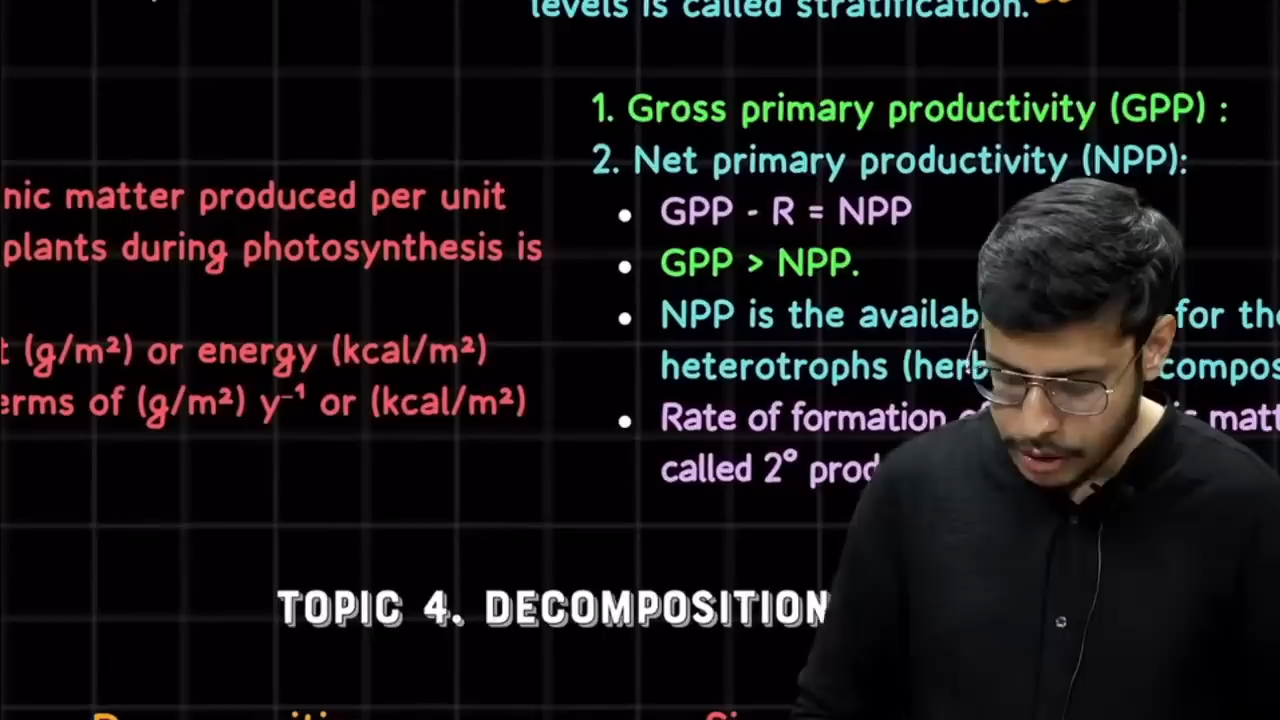 levels is called stratification.
1. Gross primary productivity (GPP) :
2. Net primary productivity (NPP):
nic matter produced per unit
plants during photosynthesis is
t (g/m²) or energy (kcal/m²)
erms of (g/m²) y⁻¹ or (kcal/m²)
• GPP - R = NPP
• GPP > NPP.
• NPP is the availab for the
heterotrophs (herb compos
• Rate of formation matt
called 2° prod
TOPIC 4. DECOMPOSITION